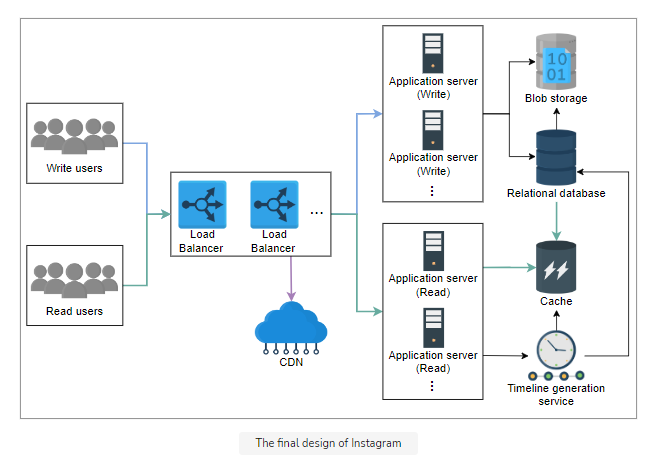 Write users
Read users
Load
Balancer
Load
Balancer
...
CDN
Application server
(Write)
Application server
(Write)
Application server
(Read)
Application server
(Read)
10
01
Blob storage
Relational database
Cache
Timeline generation
service
The final design of Instagram